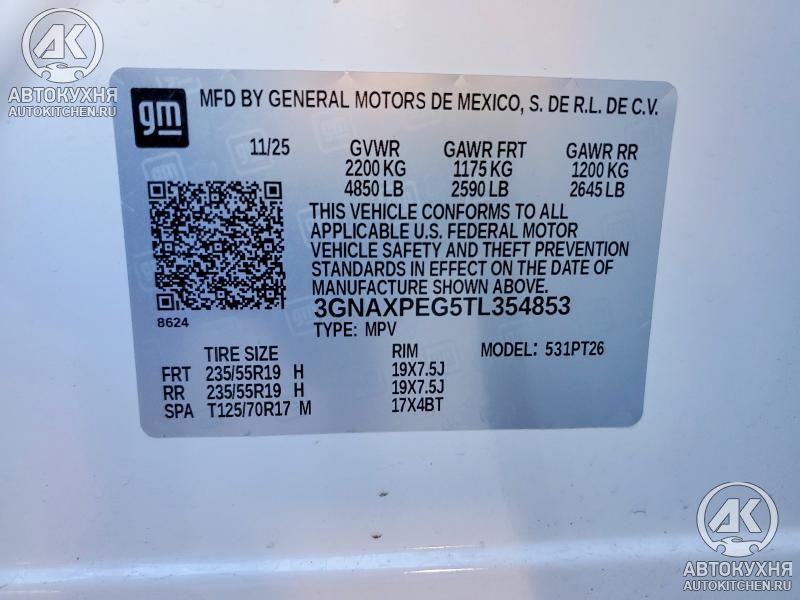 АК
АВТОКУХНЯ
AUTOKITCHEN.RU
gm
MFD BY GENERAL MOTORS DE MEXICO, S. DE R.L. DE C.V.
11/25 GVWR GAWR FRT GAWR RR
2200 KG 1175 KG 1200 KG
4850 LB 2590 LB 2645 LB
THIS VEHICLE CONFORMS TO ALL
APPLICABLE U.S. FEDERAL MOTOR
VEHICLE SAFETY AND THEFT PREVENTION
STANDARDS IN EFFECT ON THE DATE OF
MANUFACTURE SHOWN ABOVE.
3GNAXPEG5TL354853
8624
TYPE: MPV
TIRE SIZE RIM MODEL: 531PT26
FRT 235/55R19 H 19X7.5J
RR 235/55R19 H 19X7.5J
SPA T125/70R17 M 17X4BT
АК
АВТОКУХНЯ
AUTOKITCHEN.RU